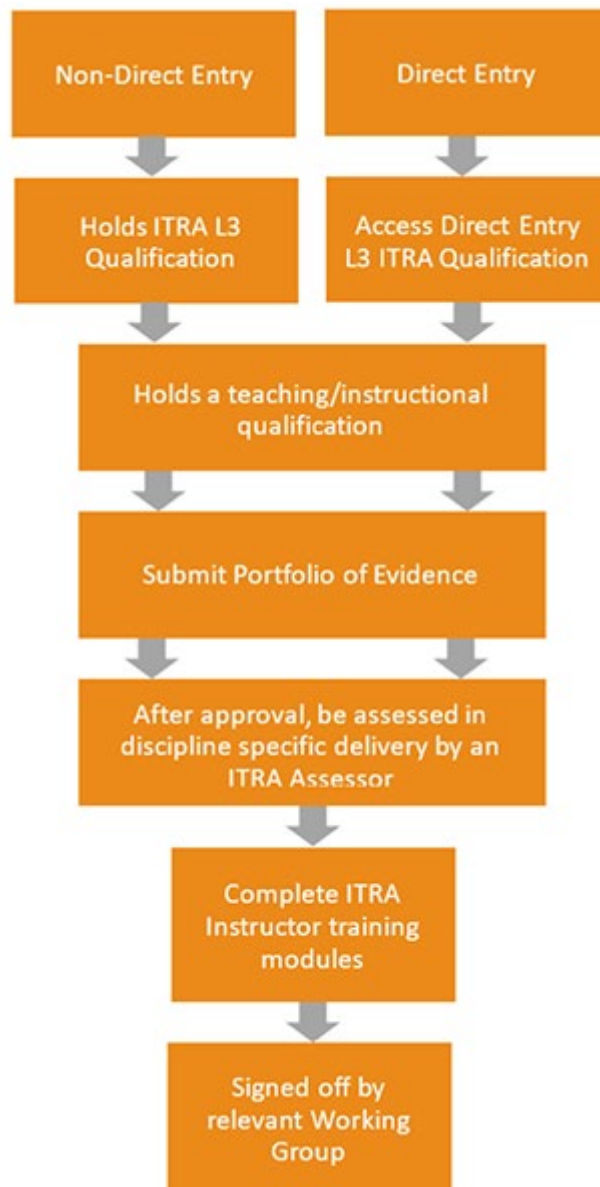 Non-Direct Entry
Direct Entry
Holds ITRA L3
Qualification
Access Direct Entry
L3 ITRA Qualification
Holds a teaching/instructional
qualification
Submit Portfolio of Evidence
After approval, be assessed in
discipline specific delivery by an
ITRA Assessor
Complete ITRA
Instructor training
modules
Signed off by
relevant Working
Group